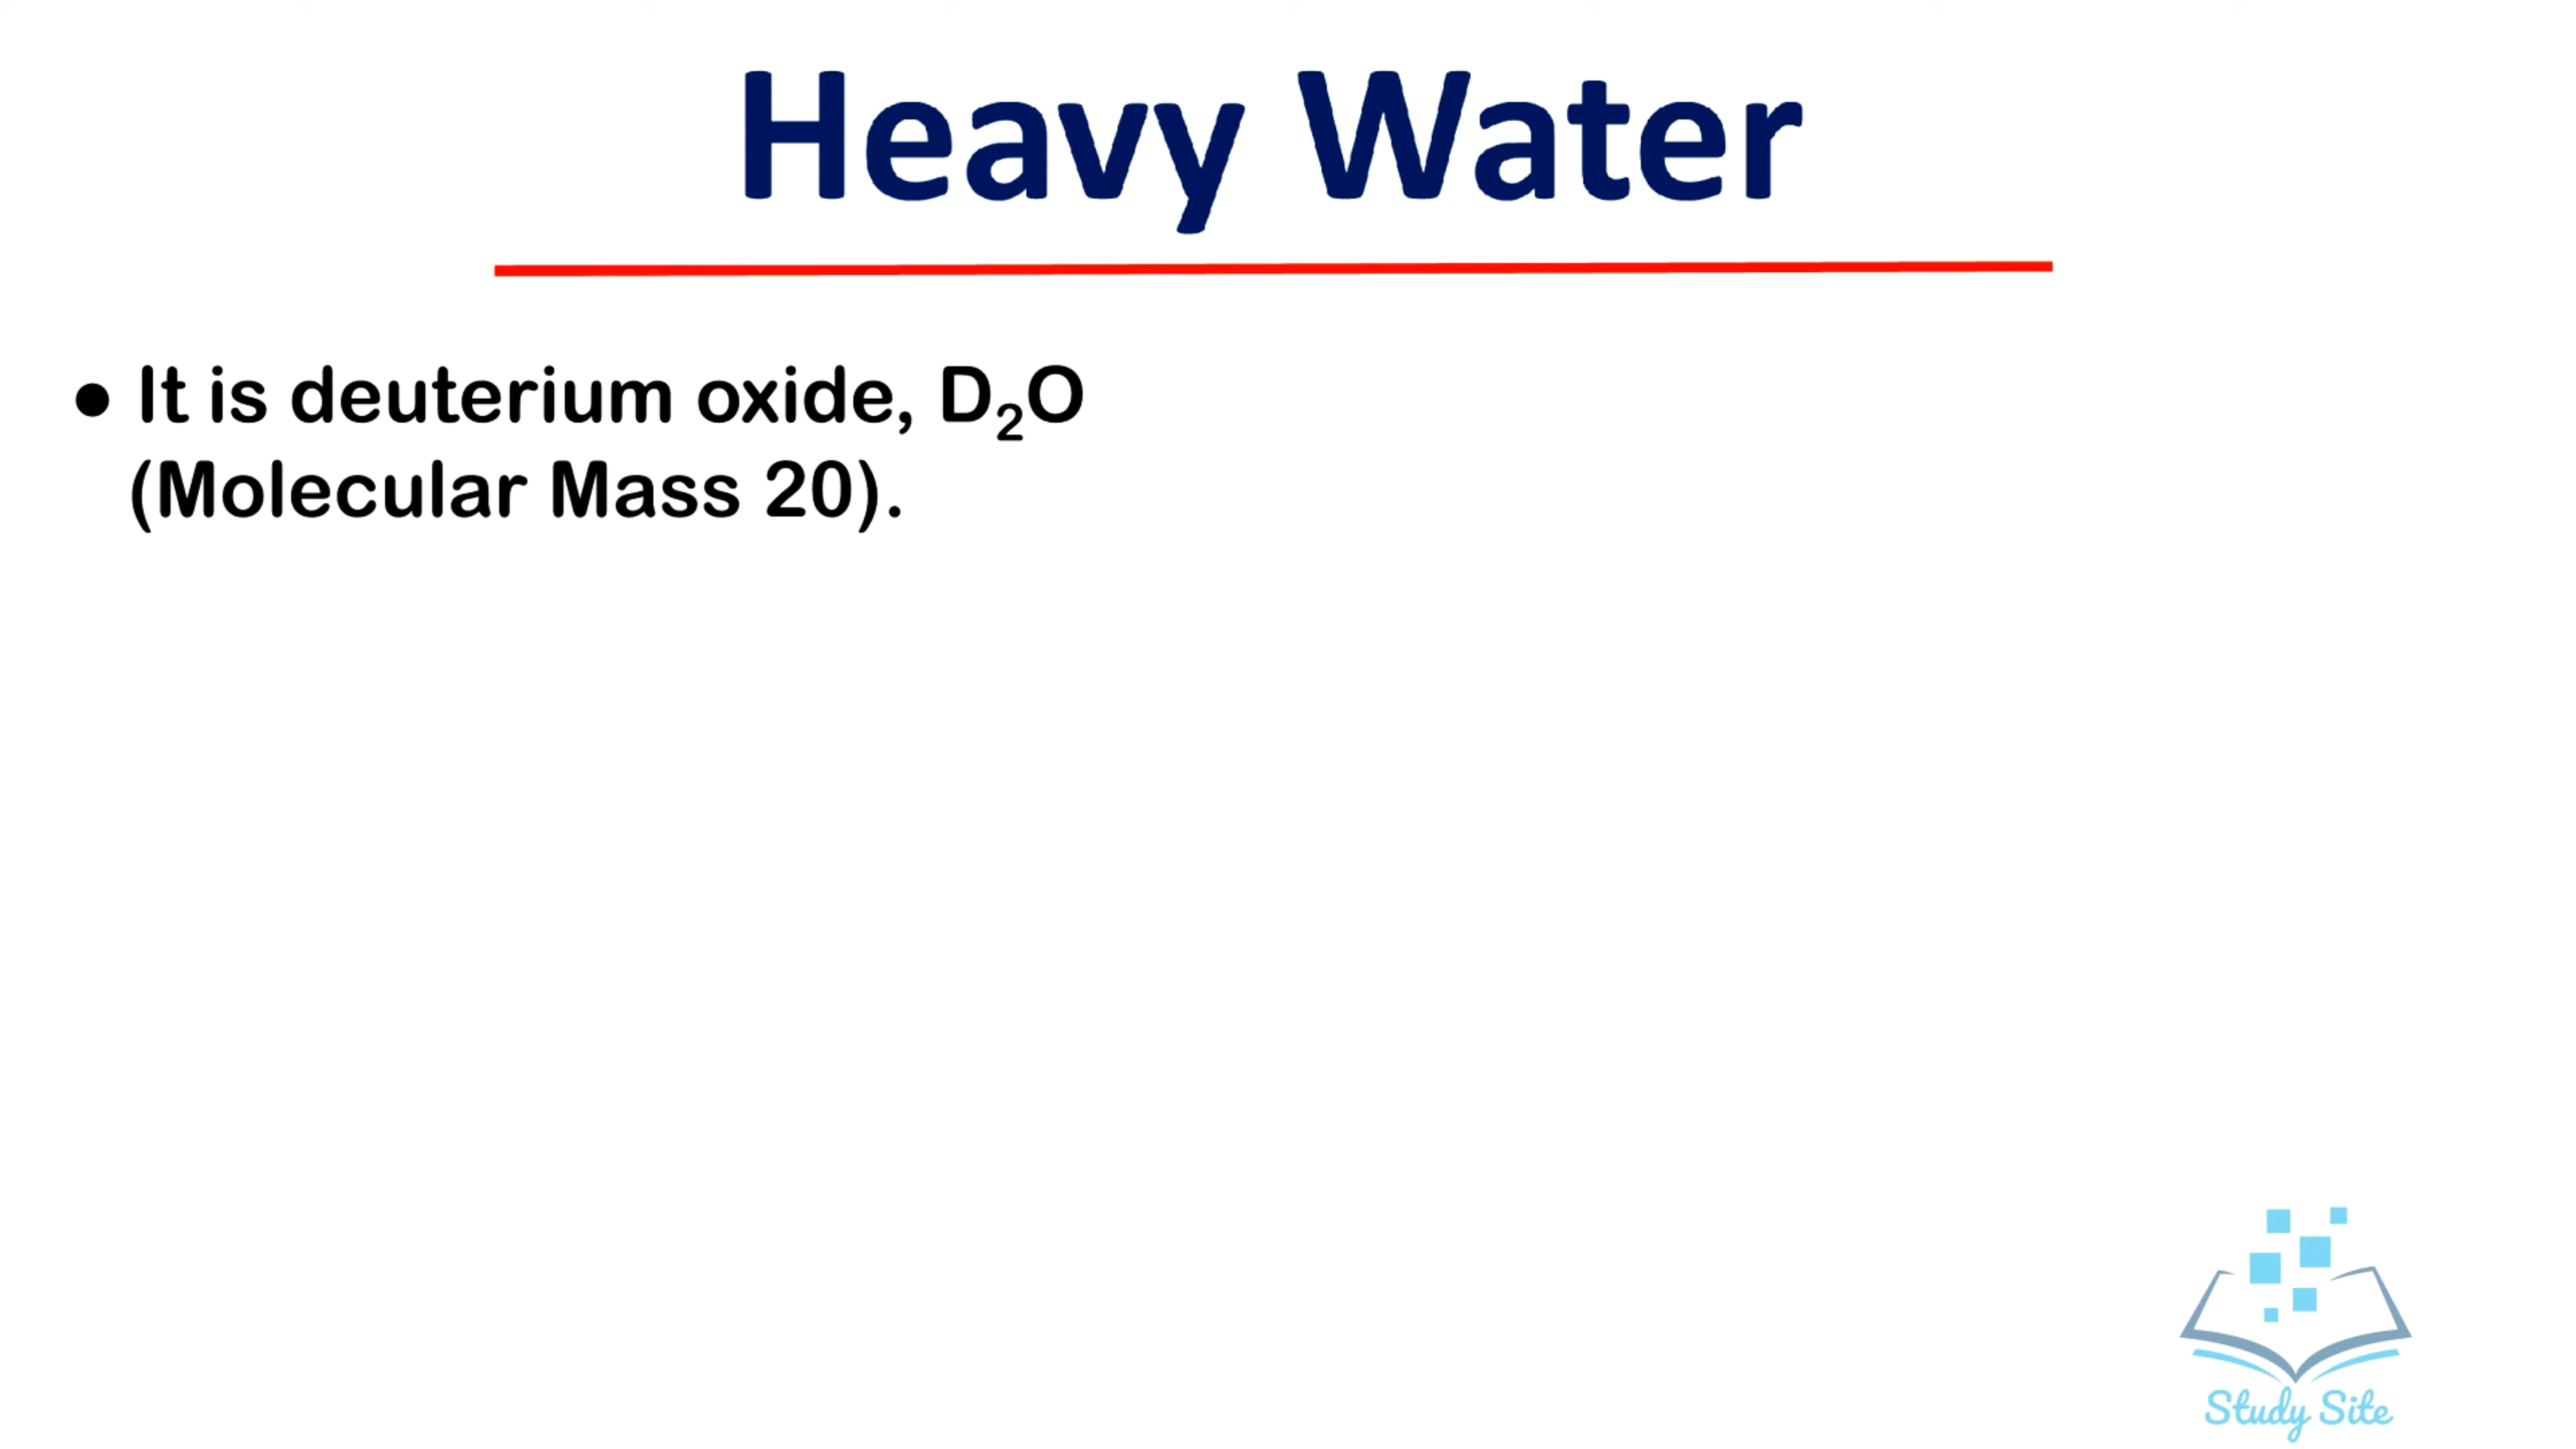 Heavy Water
● It is deuterium oxide, D₂O
(Molecular Mass 20).
Study Site